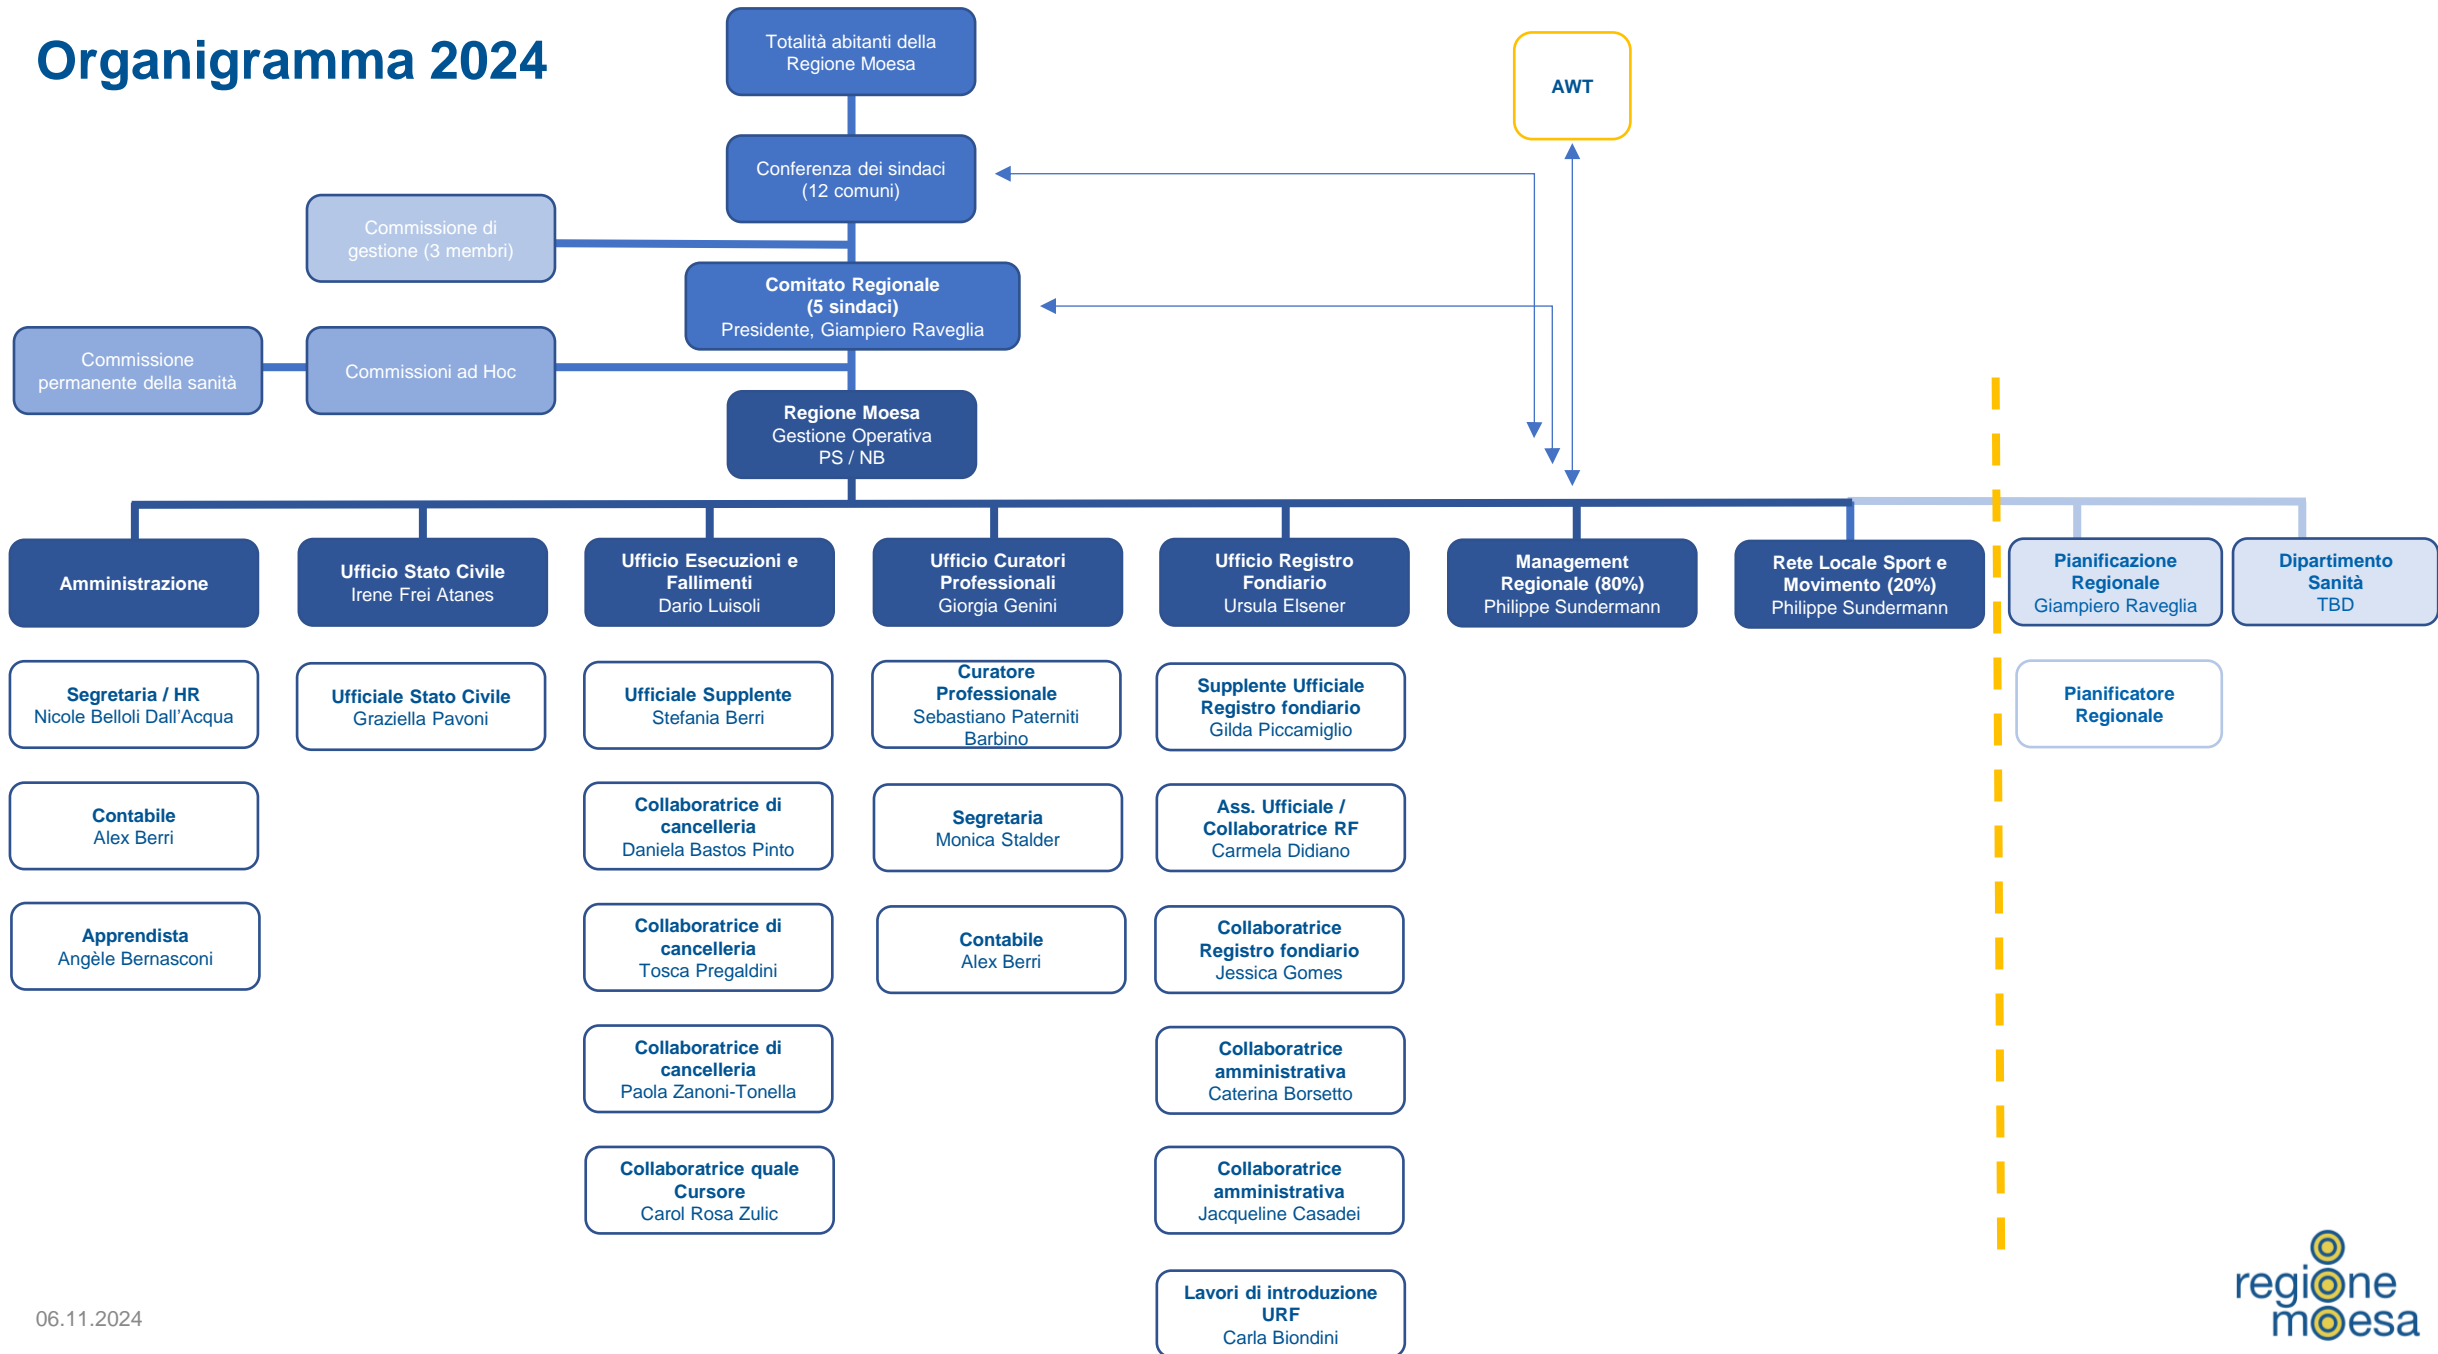 Organigramma 2024
Totalità abitanti della
Regione Moesa
AWT
Conferenza dei sindaci
(12 comuni)
Commissione di
gestione (3 membri)
Comitato Regionale
(5 sindaci)
Presidente, Giampiero Raveglia
Commissione
permanente della sanità
Commissioni ad Hoc
Regione Moesa
Gestione Operativa
PS / NB
Amministrazione
Ufficio Stato Civile
Irene Frei Atanes
Ufficio Esecuzioni e
Fallimenti
Dario Luisoli
Ufficio Curatori
Professionali
Giorgia Genini
Ufficio Registro
Fondiario
Ursula Elsener
Management
Regionale (80%)
Philippe Sundermann
Rete Locale Sport e
Movimento (20%)
Philippe Sundermann
Pianificazione
Regionale
Giampiero Raveglia
Dipartimento
Sanità
TBD
Segretaria / HR
Nicole Belloli Dall'Acqua
Ufficiale Stato Civile
Graziella Pavoni
Ufficiale Supplente
Stefania Berri
Curatore
Professionale
Sebastiano Paterniti
Barbino
Supplente Ufficiale
Registro fondiario
Gilda Piccamiglio
Pianificatore
Regionale
Contabile
Alex Berri
Collaboratrice di
cancelleria
Daniela Bastos Pinto
Segretaria
Monica Stalder
Ass. Ufficiale /
Collaboratrice RF
Carmela Didiano
Apprendista
Angèle Bernasconi
Collaboratrice di
cancelleria
Tosca Pregaldini
Contabile
Alex Berri
Collaboratrice
Registro fondiario
Jessica Gomes
Collaboratrice di
cancelleria
Paola Zanoni-Tonella
Collaboratrice
amministrativa
Caterina Borsetto
Collaboratrice quale
Cursore
Carol Rosa Zulic
Collaboratrice
amministrativa
Jacqueline Casadei
Lavori di introduzione
URF
Carla Biondini
06.11.2024
regione
moesa